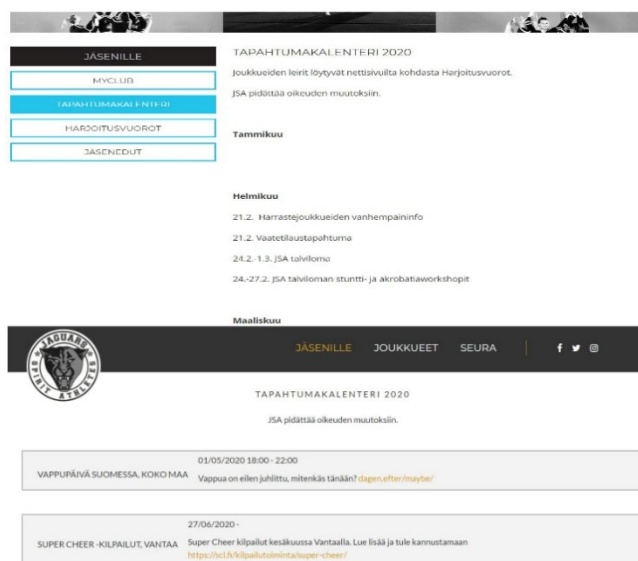 JÄSENILLE
MYCLUB
TAPAHTUMAKALENTERI
HARJOITUSVUOROT
JÄSENEDUT
TAPAHTUMAKALENTERI 2020
Joukkueiden leirit löytyvät nettisivuilta kohdasta Harjoitusvuorot.
JSA pidättää oikeuden muutoksiin.
Tammikuu
Helmikuu
21.2. Harrastejoukkueiden vanhempaininfo
21.2. Vaatetilaustapahtuma
24.2.-1.3. JSA talviloma
24.-27.2. JSA talviloman stuntti- ja akrobatiaworkshopit
Maaliskuu
JAGUARS
SPIRIT ATHLETES
JÄSENILLE JOUKKUEET SEURA
TAPAHTUMAKALENTERI 2020
JSA pidättää oikeuden muutoksiin.
VAPPUPÄIVÄ SUOMESSA, KOKO MAA
01/05/2020 18:00 - 22:00
Vappua on eilen juhlittu, mitenkäs tänään? dagen.efter/maybe/
SUPER CHEER -KILPAILUT, VANTAA
27/06/2020 -
Super Cheer kilpailut kesäkuussa Vantaalla. Lue lisää ja tule kannustamaan
https://scl.fi/kilpailutoiminta/super-cheer/